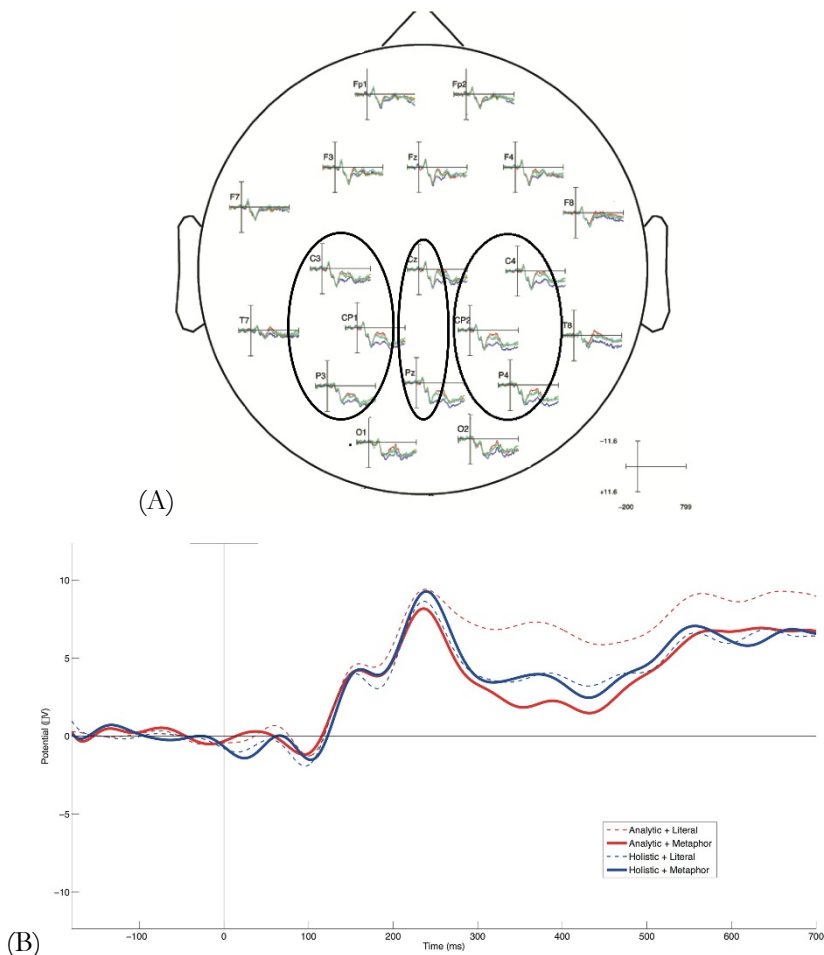 Fp1 Fp2
F3 Fz F4
F7 F8
C3 Cz C4
CP1 CP2
T7 T8
P3 Pz P4
O1 O2
−11.6
+11.6
−200 799
(A)
10
5
0
−5
−10
Potential (▯V)
Analytic + Literal
Analytic + Metaphor
Holistic + Literal
Holistic + Metaphor
−100 0 100 200 300 400 500 600 700
Time (ms)
(B)